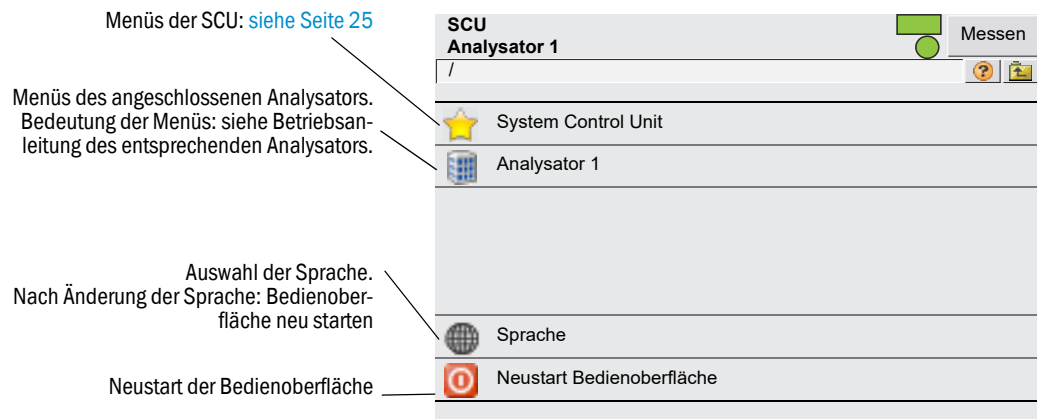 Menüs der SCU: siehe Seite 25
Menüs des angeschlossenen Analysators.
Bedeutung der Menüs: siehe Betriebsan-
leitung des entsprechenden Analysators.
Auswahl der Sprache.
Nach Änderung der Sprache: Bedienober-
fläche neu starten
Neustart der Bedienoberfläche
SCU
Analysator 1
Messen
/
?
System Control Unit
Analysator 1
Sprache
Neustart Bedienoberfläche